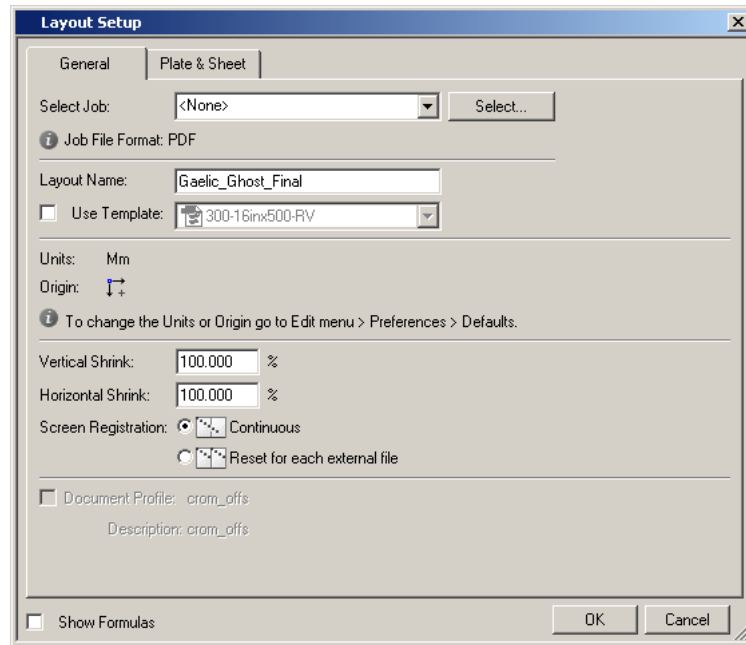 Layout Setup
General Plate & Sheet
Select Job: <None> Select...
Job File Format: PDF
Layout Name: Gaelic_Ghost_Final
Use Template: 300-16inx500-RV
Units: Mm
Origin:
To change the Units or Origin go to Edit menu > Preferences > Defaults.
Vertical Shrink: 100.000 %
Horizontal Shrink: 100.000 %
Screen Registration: Continuous
Reset for each external file
Document Profile: crom_offs
Description: crom_offs
Show Formulas OK Cancel